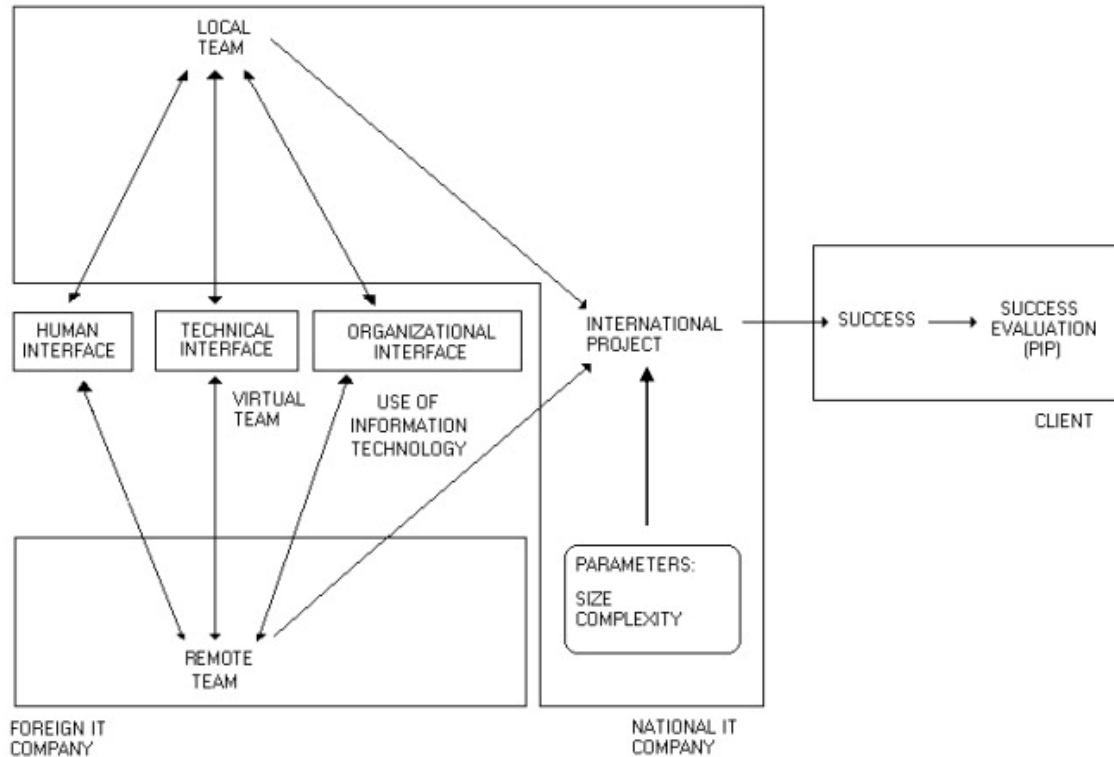 LOCAL
TEAM
HUMAN
INTERFACE
TECHNICAL
INTERFACE
ORGANIZATIONAL
INTERFACE
VIRTUAL
TEAM
USE OF
INFORMATION
TECHNOLOGY
INTERNATIONAL
PROJECT
SUCCESS
SUCCESS
EVALUATION
(PIP)
CLIENT
PARAMETERS:
SIZE
COMPLEXITY
REMOTE
TEAM
FOREIGN IT
COMPANY
NATIONAL IT
COMPANY